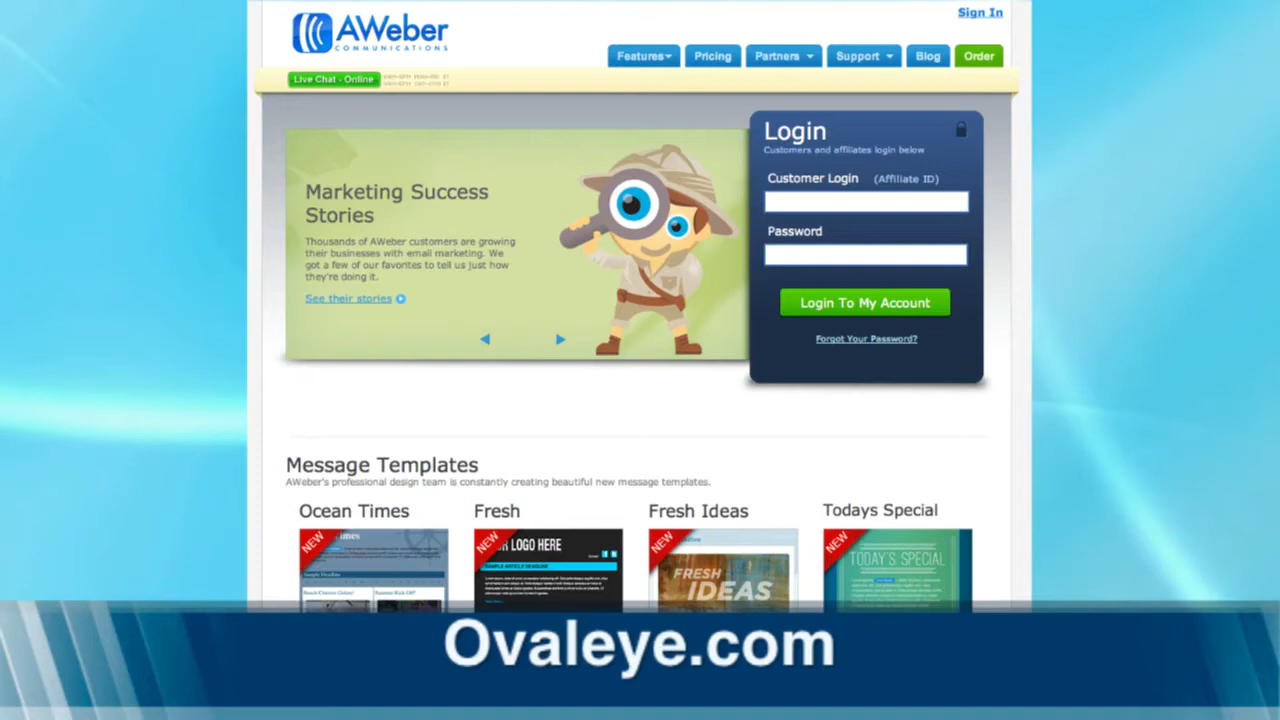 AWeber
COMMUNICATIONS
Sign In
Features
Pricing
Partners
Support
Blog
Order
Live Chat - Online
Marketing Success
Stories
Thousands of AWeber customers are growing
their businesses with email marketing. We
got a few of our favorites to tell us just how
they're doing it.
See their stories
Login
Customers and affiliates login below
Customer Login (Affiliate ID)
Password
Login To My Account
Forgot Your Password?
Message Templates
AWeber's professional design team is constantly creating beautiful new message templates.
Ocean Times
Fresh
Fresh Ideas
Todays Special
NEW
NEW
LOGO HERE
SAMPLE ARTICLE HEADLINE
NEW
FRESH
IDEAS
NEW
TODAY'S SPECIAL
Ovaleye.com